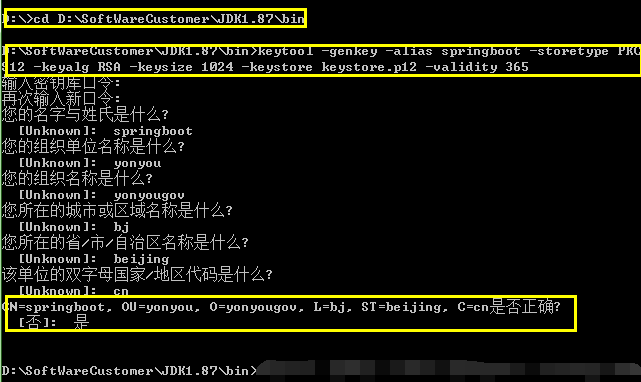 D:\>cd D:\SoftWareCustomer\JDK1.87\bin
D:\SoftWareCustomer\JDK1.87\bin>keytool -genkey -alias springboot -storetype PKC
S12 -keyalg RSA -keysize 1024 -keystore keystore.p12 -validity 365
输入密钥库口令:
再次输入新口令:
您的名字与姓氏是什么?
[Unknown]:  springboot
您的组织单位名称是什么?
[Unknown]:  yonyou
您的组织名称是什么?
[Unknown]:  yonyougov
您所在的城市或区域名称是什么?
[Unknown]:  bj
您所在的省/市/自治区名称是什么?
[Unknown]:  beijing
该单位的双字母国家/地区代码是什么?
[Unknown]:  cn
CN=springboot, OU=yonyou, O=yonyougov, L=bj, ST=beijing, C=cn是否正确?
[否]:  是
D:\SoftWareCustomer\JDK1.87\bin>